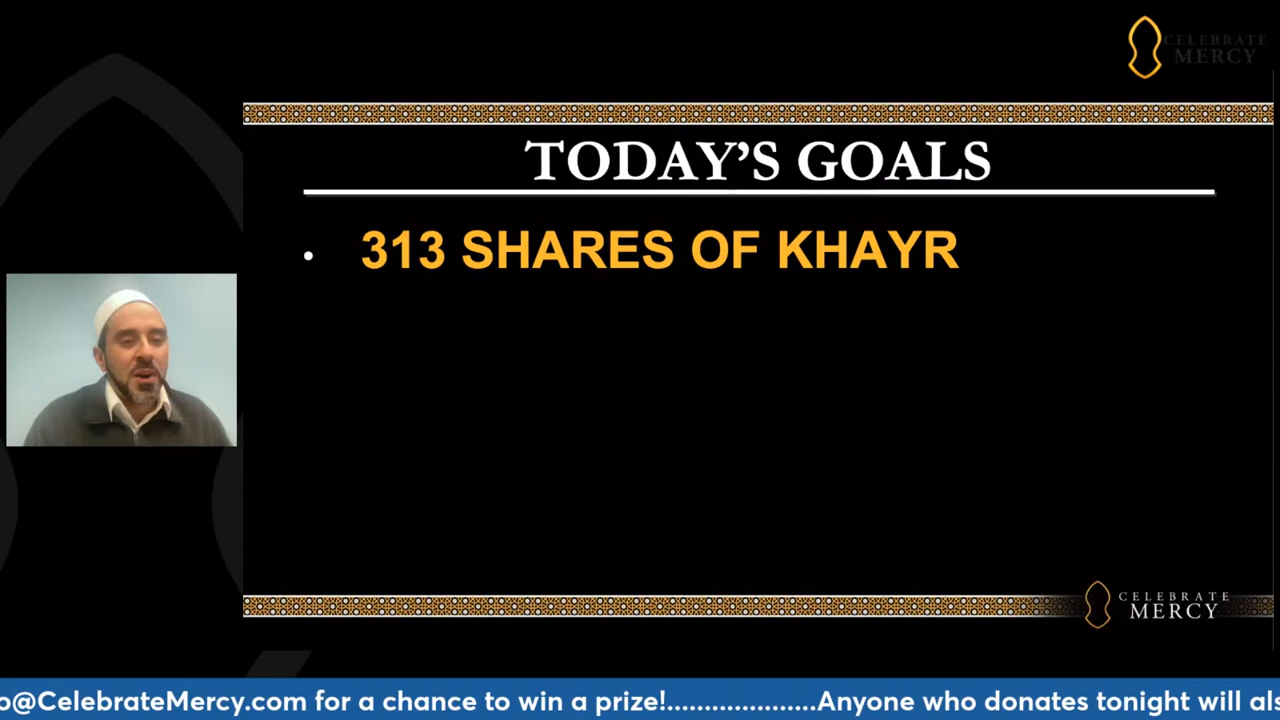 CELEBRATE
MERCY
TODAY'S GOALS
• 313 SHARES OF KHAYR
CELEBRATE
MERCY
o@CelebrateMercy.com for a chance to win a prize!....................Anyone who donates tonight will als